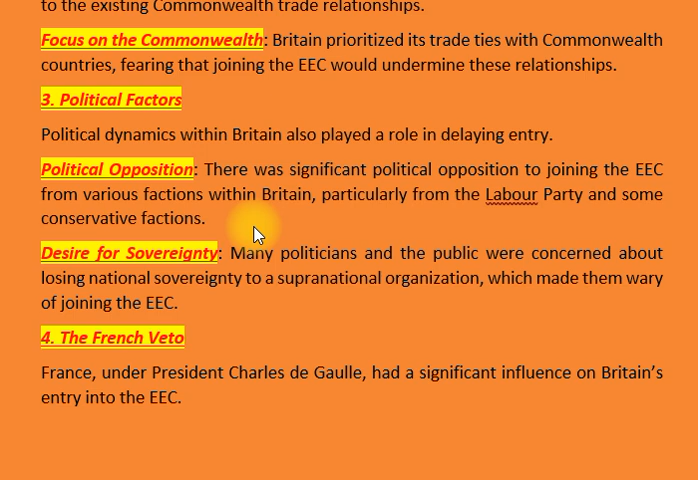 to the existing Commonwealth trade relationships.
Focus on the Commonwealth: Britain prioritized its trade ties with Commonwealth
countries, fearing that joining the EEC would undermine these relationships.
3. Political Factors
Political dynamics within Britain also played a role in delaying entry.
Political Opposition: There was significant political opposition to joining the EEC
from various factions within Britain, particularly from the Labour Party and some
conservative factions.
Desire for Sovereignty: Many politicians and the public were concerned about
losing national sovereignty to a supranational organization, which made them wary
of joining the EEC.
4. The French Veto
France, under President Charles de Gaulle, had a significant influence on Britain’s
entry into the EEC.